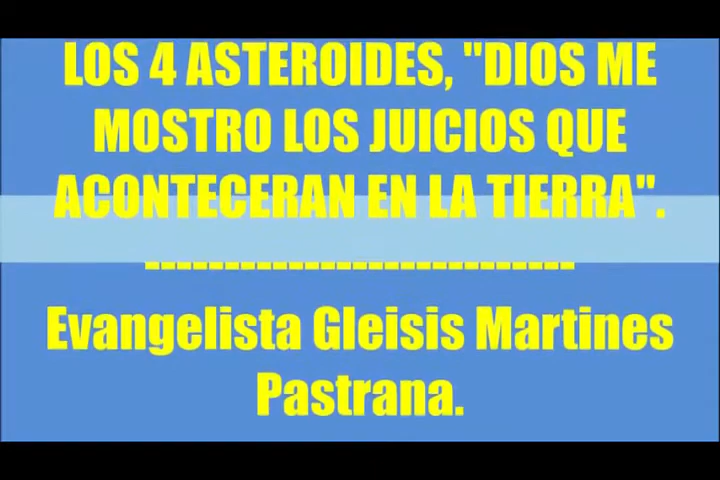 LOS 4 ASTEROIDES, "DIOS ME
MOSTRO LOS JUICIOS QUE
ACONTECERAN EN LA TIERRA".
---------------------------
Evangelista Gleisis Martines
Pastrana.